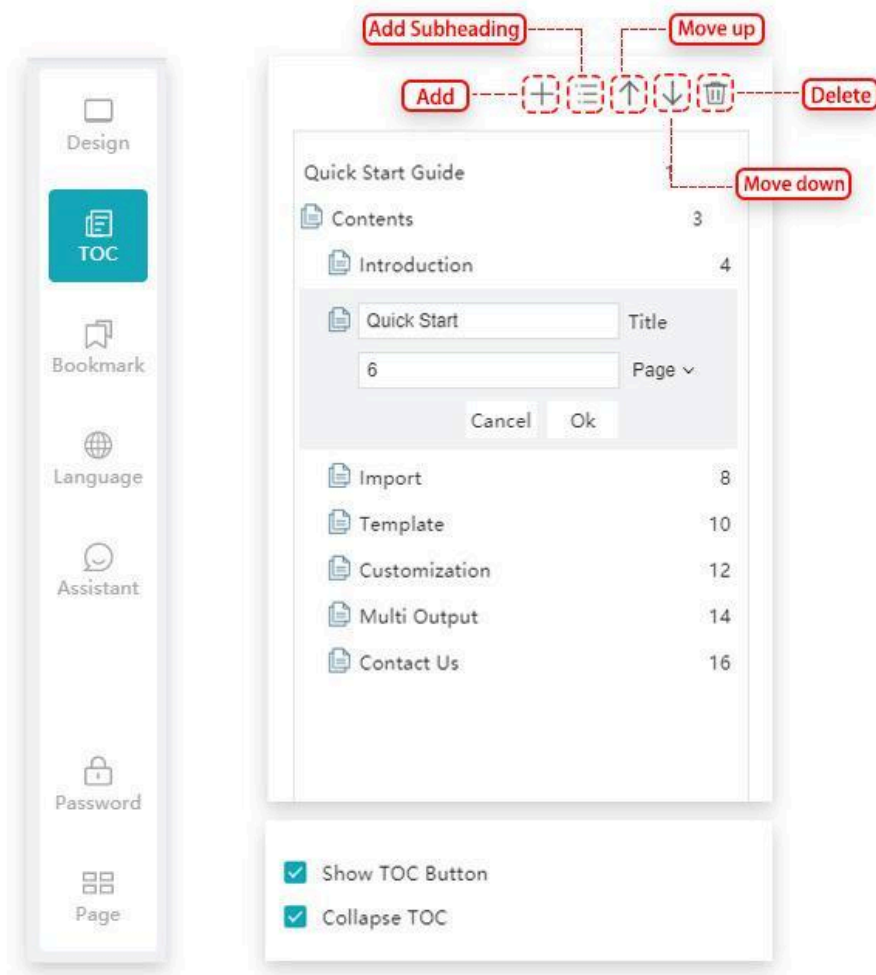 Add Subheading
Move up
Add
Delete
Move down
Design
TOC
Bookmark
Language
Assistant
Password
Page
Quick Start Guide
Contents 3
Introduction 4
Quick Start Title
6 Page
Cancel Ok
Import 8
Template 10
Customization 12
Multi Output 14
Contact Us 16
Show TOC Button
Collapse TOC